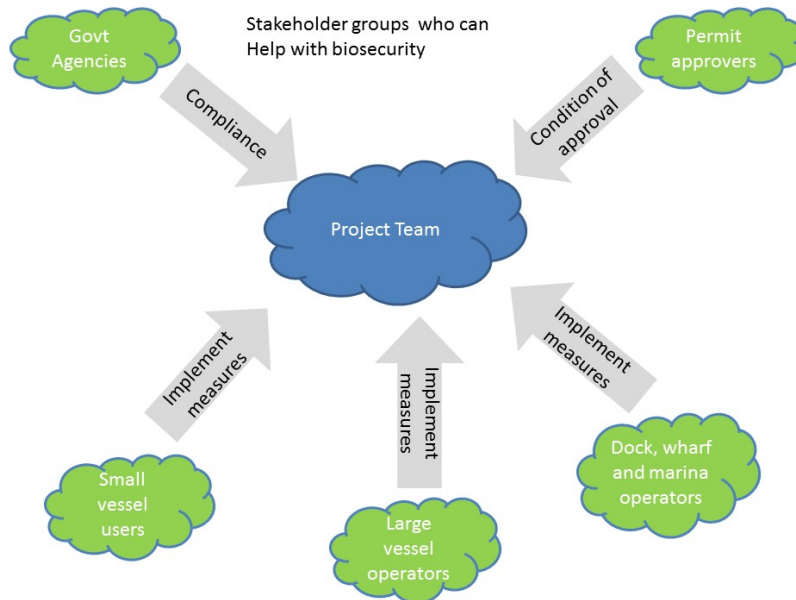 Govt
Agencies
Stakeholder groups who can
Help with biosecurity
Permit
approvers
Compliance
Condition of
approval
Project Team
Implement
measures
Implement
measures
Implement
measures
Small
vessel
users
Large
vessel
operators
Dock, wharf
and marina
operators